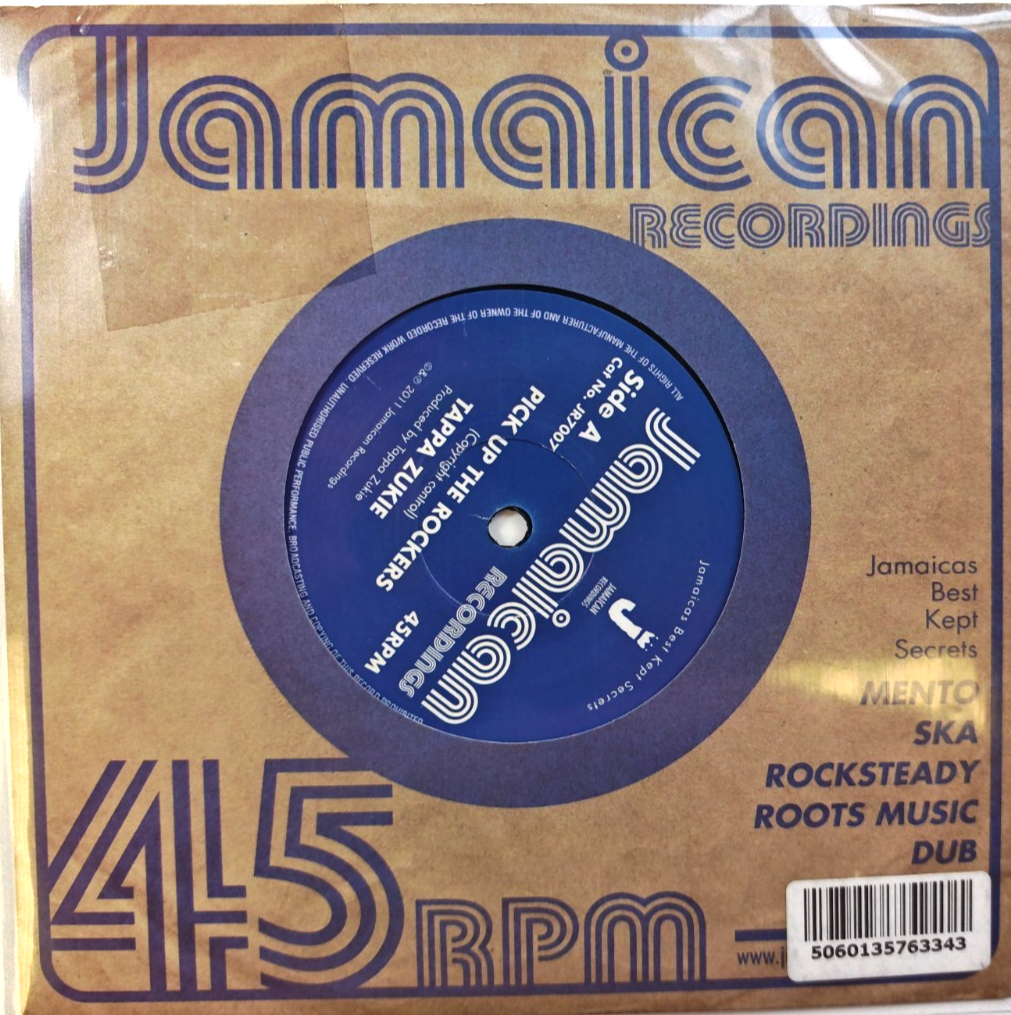 Jamaican
RECORDINGS
ALL RIGHTS OF THE MANUFACTURER AND OF THE OWNER OF THE RECORDED WORK RESERVED. UNAUTHORISED PUBLIC PERFORMANCE, BROADCASTING AND COPYING OF THIS RECORD PROHIBITED
Side A
Cat No. JR7007
PICK UP THE ROCKERS
(Copyright control)
TAPPA ZUKIE
Produced by Tappa Zukie
©&℗ 2011 Jamaican Recordings
45RPM
Jamaican
RECORDINGS
JAMAICAN
RECORDINGS
Jamaicas Best Kept Secrets
Jamaicas
Best
Kept
Secrets
MENTO
SKA
ROCKSTEADY
ROOTS MUSIC
DUB
45RPM
www.j
5060135763343